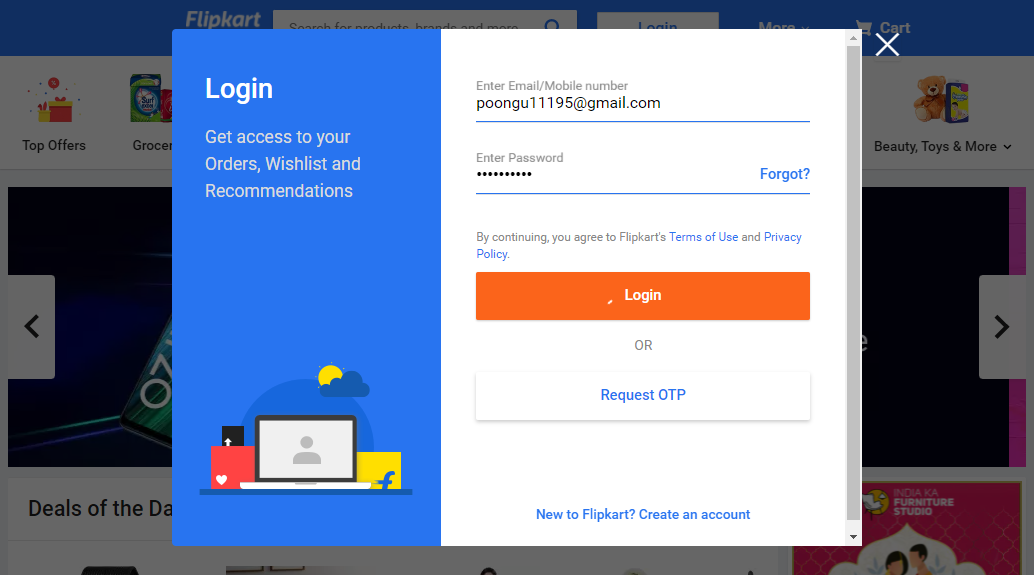 Flipkart
Search for products, brands and more
Login
More
Cart
Top Offers
Grocer
Beauty, Toys & More
Login
Get access to your
Orders, Wishlist and
Recommendations
Enter Email/Mobile number
poongu11195@gmail.com
Enter Password
••••••••••
Forgot?
By continuing, you agree to Flipkart's Terms of Use and Privacy
Policy.
Login
OR
Request OTP
New to Flipkart? Create an account
Deals of the Da
INDIA KA
FURNITURE
STUDIO